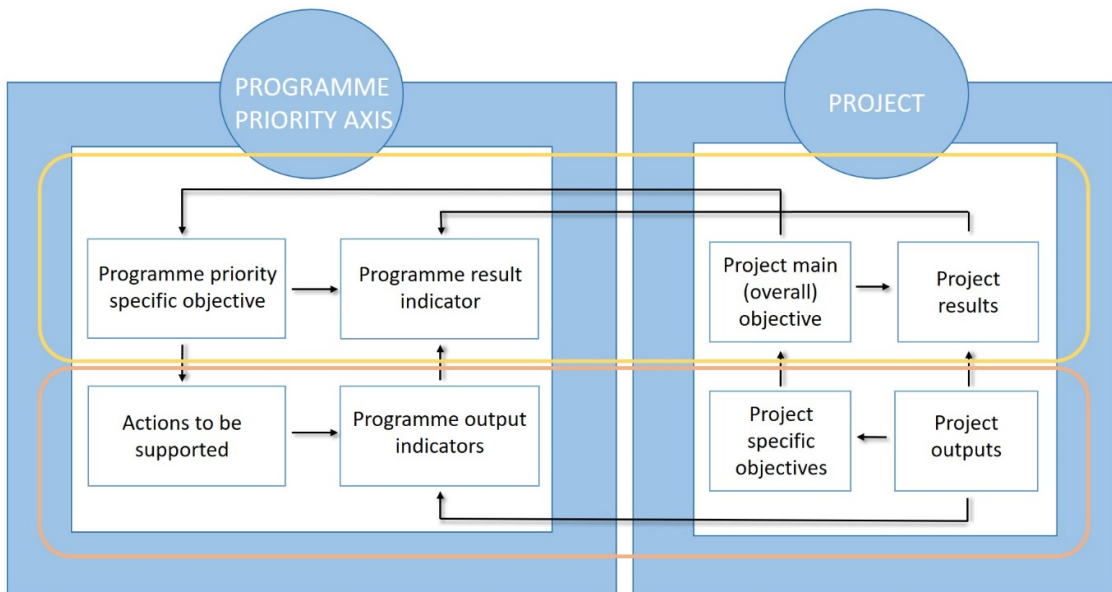 PROGRAMME
PRIORITY AXIS
PROJECT
Programme priority
specific objective
Programme result
indicator
Project main
(overall)
objective
Project
results
Actions to be
supported
Programme output
indicators
Project
specific
objectives
Project
outputs